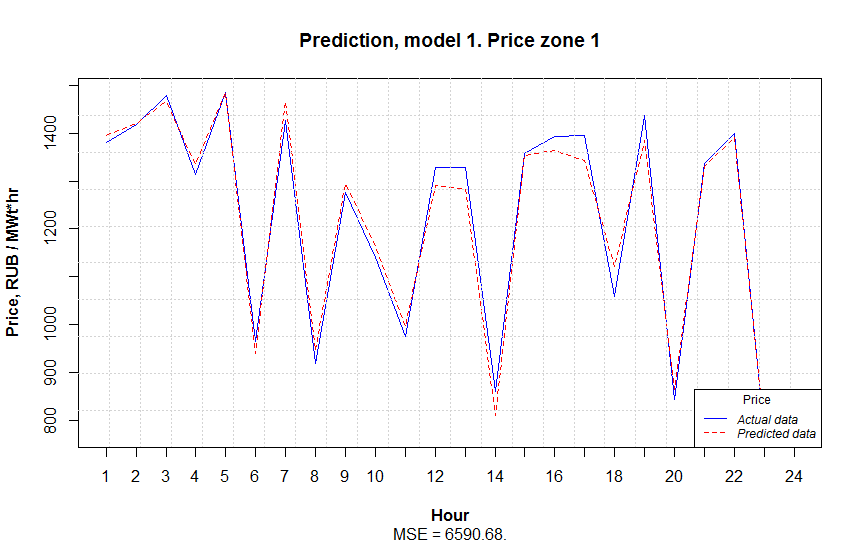 Prediction, model 1. Price zone 1
Price, RUB / MWt*hr
1400
1200
1000
900
800
Price
Actual data
Predicted data
1 2 3 4 5 6 7 8 9 10 12 14 16 18 20 22 24
Hour
MSE = 6590.68.